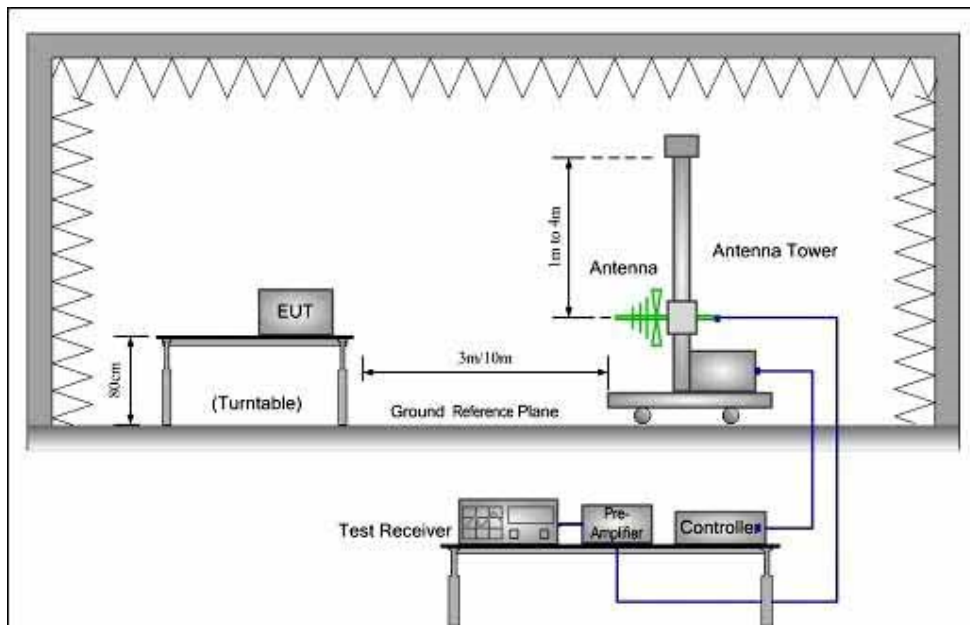 1m to 4m
Antenna
Antenna Tower
EUT
80cm
(Turntable)
3m/10m
Ground Reference Plane
Test Receiver
Pre-
Amplifier
Controller